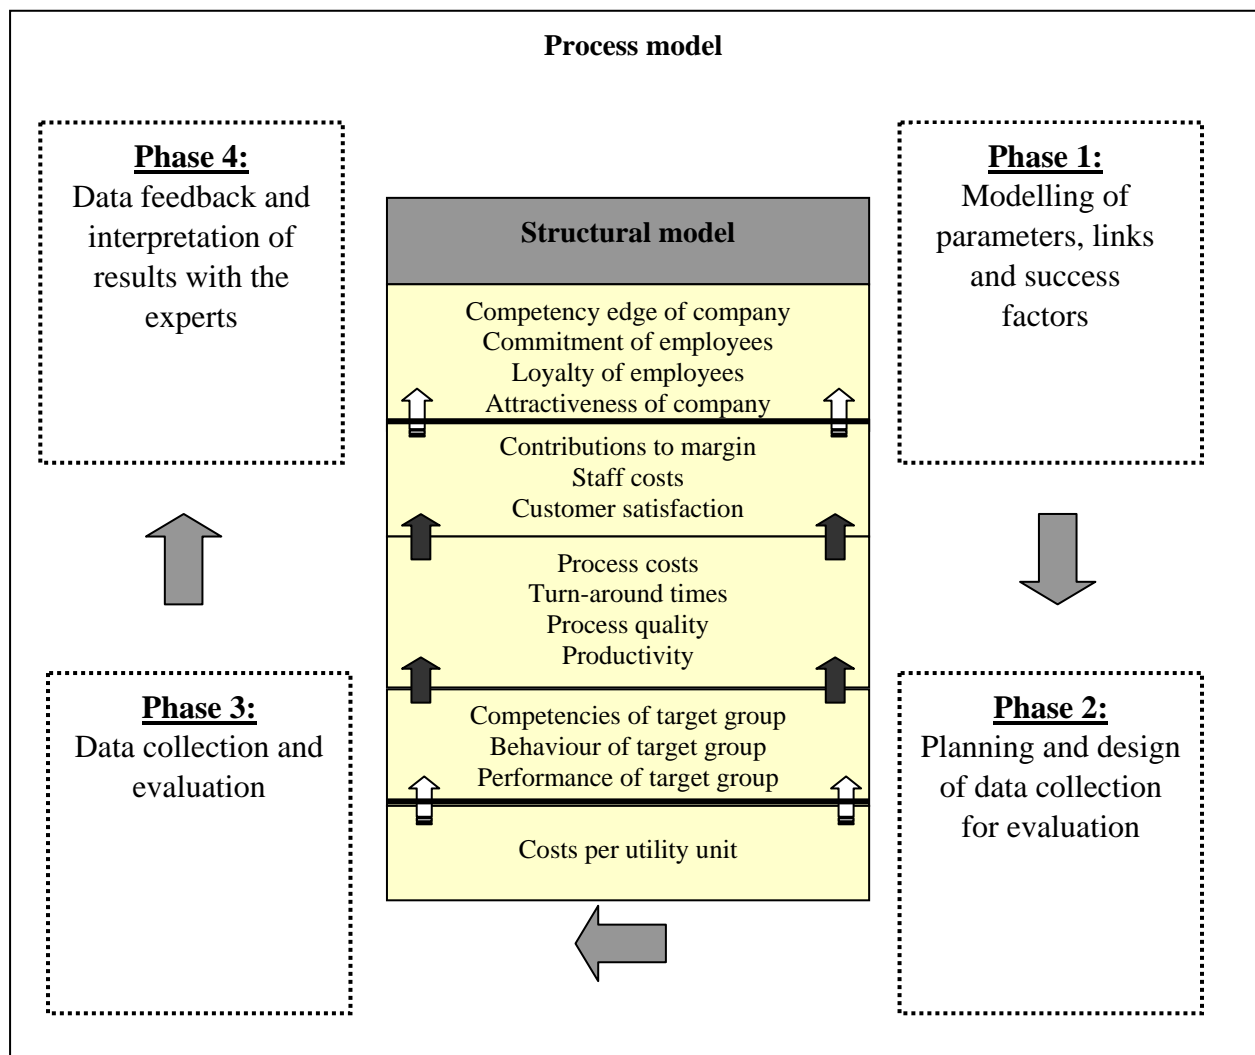 Process model
Phase 4:
Data feedback and
interpretation of
results with the
experts
Phase 1:
Modelling of
parameters, links
and success
factors
Structural model
Competency edge of company
Commitment of employees
Loyalty of employees
Attractiveness of company
Contributions to margin
Staff costs
Customer satisfaction
Process costs
Turn-around times
Process quality
Productivity
Competencies of target group
Behaviour of target group
Performance of target group
Costs per utility unit
Phase 3:
Data collection and
evaluation
Phase 2:
Planning and design
of data collection
for evaluation